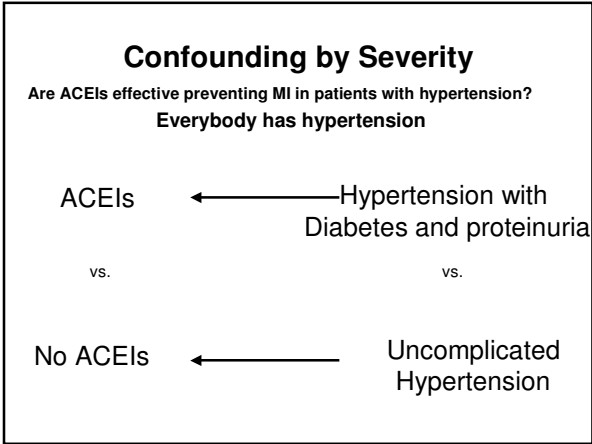 Confounding by Severity
Are ACEIs effective preventing MI in patients with hypertension?
Everybody has hypertension
ACEIs
Hypertension with
Diabetes and proteinuria
vs.
vs.
No ACEIs
Uncomplicated
Hypertension